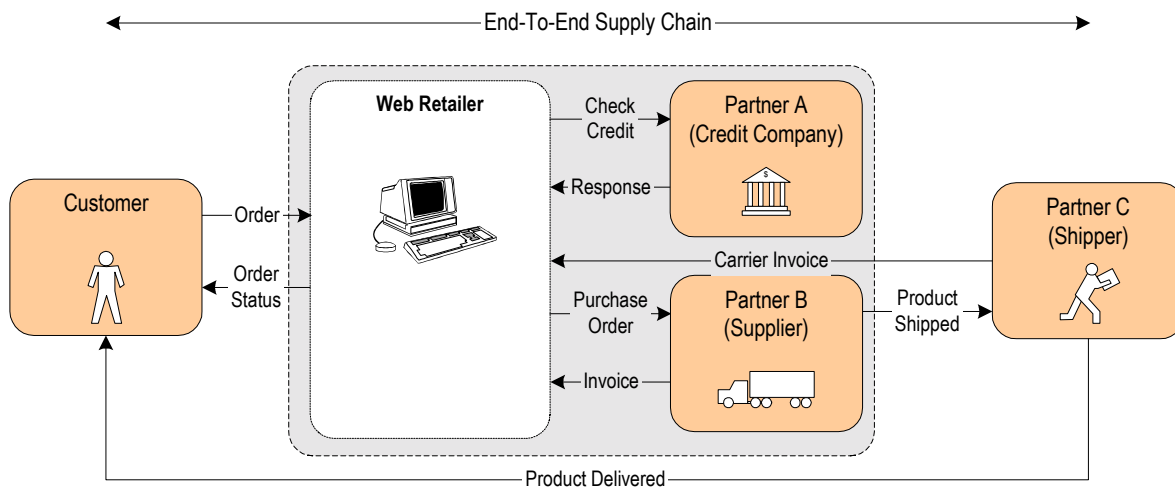 End-To-End Supply Chain
Web Retailer
Check
Credit
Partner A
(Credit Company)
$
Response
Customer
Order
Order
Status
Partner C
(Shipper)
Carrier Invoice
Purchase
Order
Partner B
(Supplier)
Product
Shipped
Invoice
Product Delivered